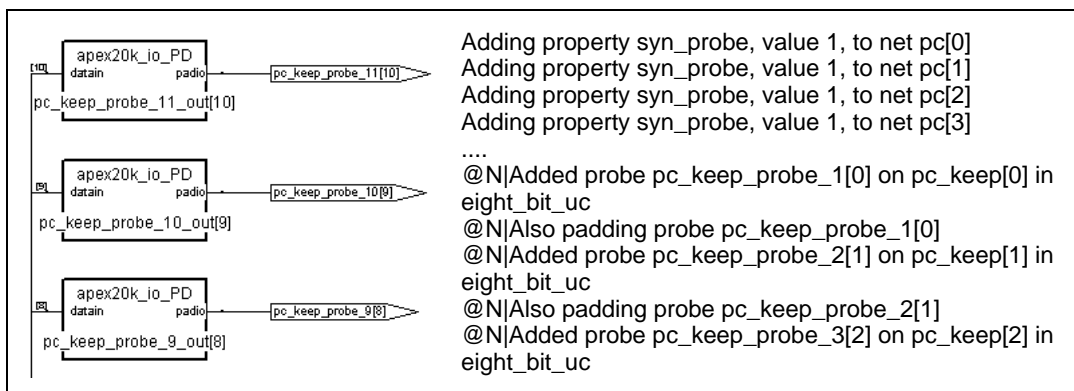 apex20k_io_PD
[10]
datain
padio
pc_keep_probe_11[10]
pc_keep_probe_11_out[10]
apex20k_io_PD
[9]
datain
padio
pc_keep_probe_10[9]
pc_keep_probe_10_out[9]
apex20k_io_PD
[8]
datain
padio
pc_keep_probe_9[8]
pc_keep_probe_9_out[8]
Adding property syn_probe, value 1, to net pc[0]
Adding property syn_probe, value 1, to net pc[1]
Adding property syn_probe, value 1, to net pc[2]
Adding property syn_probe, value 1, to net pc[3]
....
@N|Added probe pc_keep_probe_1[0] on pc_keep[0] in
eight_bit_uc
@N|Also padding probe pc_keep_probe_1[0]
@N|Added probe pc_keep_probe_2[1] on pc_keep[1] in
eight_bit_uc
@N|Also padding probe pc_keep_probe_2[1]
@N|Added probe pc_keep_probe_3[2] on pc_keep[2] in
eight_bit_uc